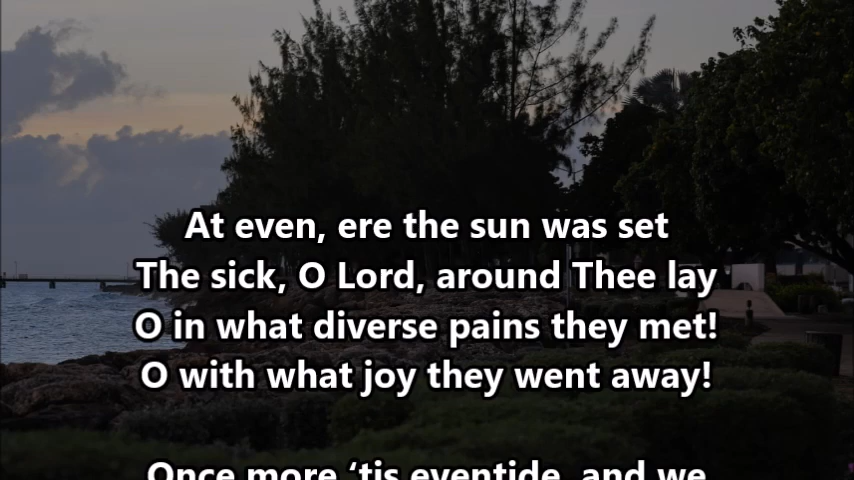 At even, ere the sun was set
The sick, O Lord, around Thee lay
O in what diverse pains they met!
O with what joy they went away!
Once more ‘tis eventide, and we